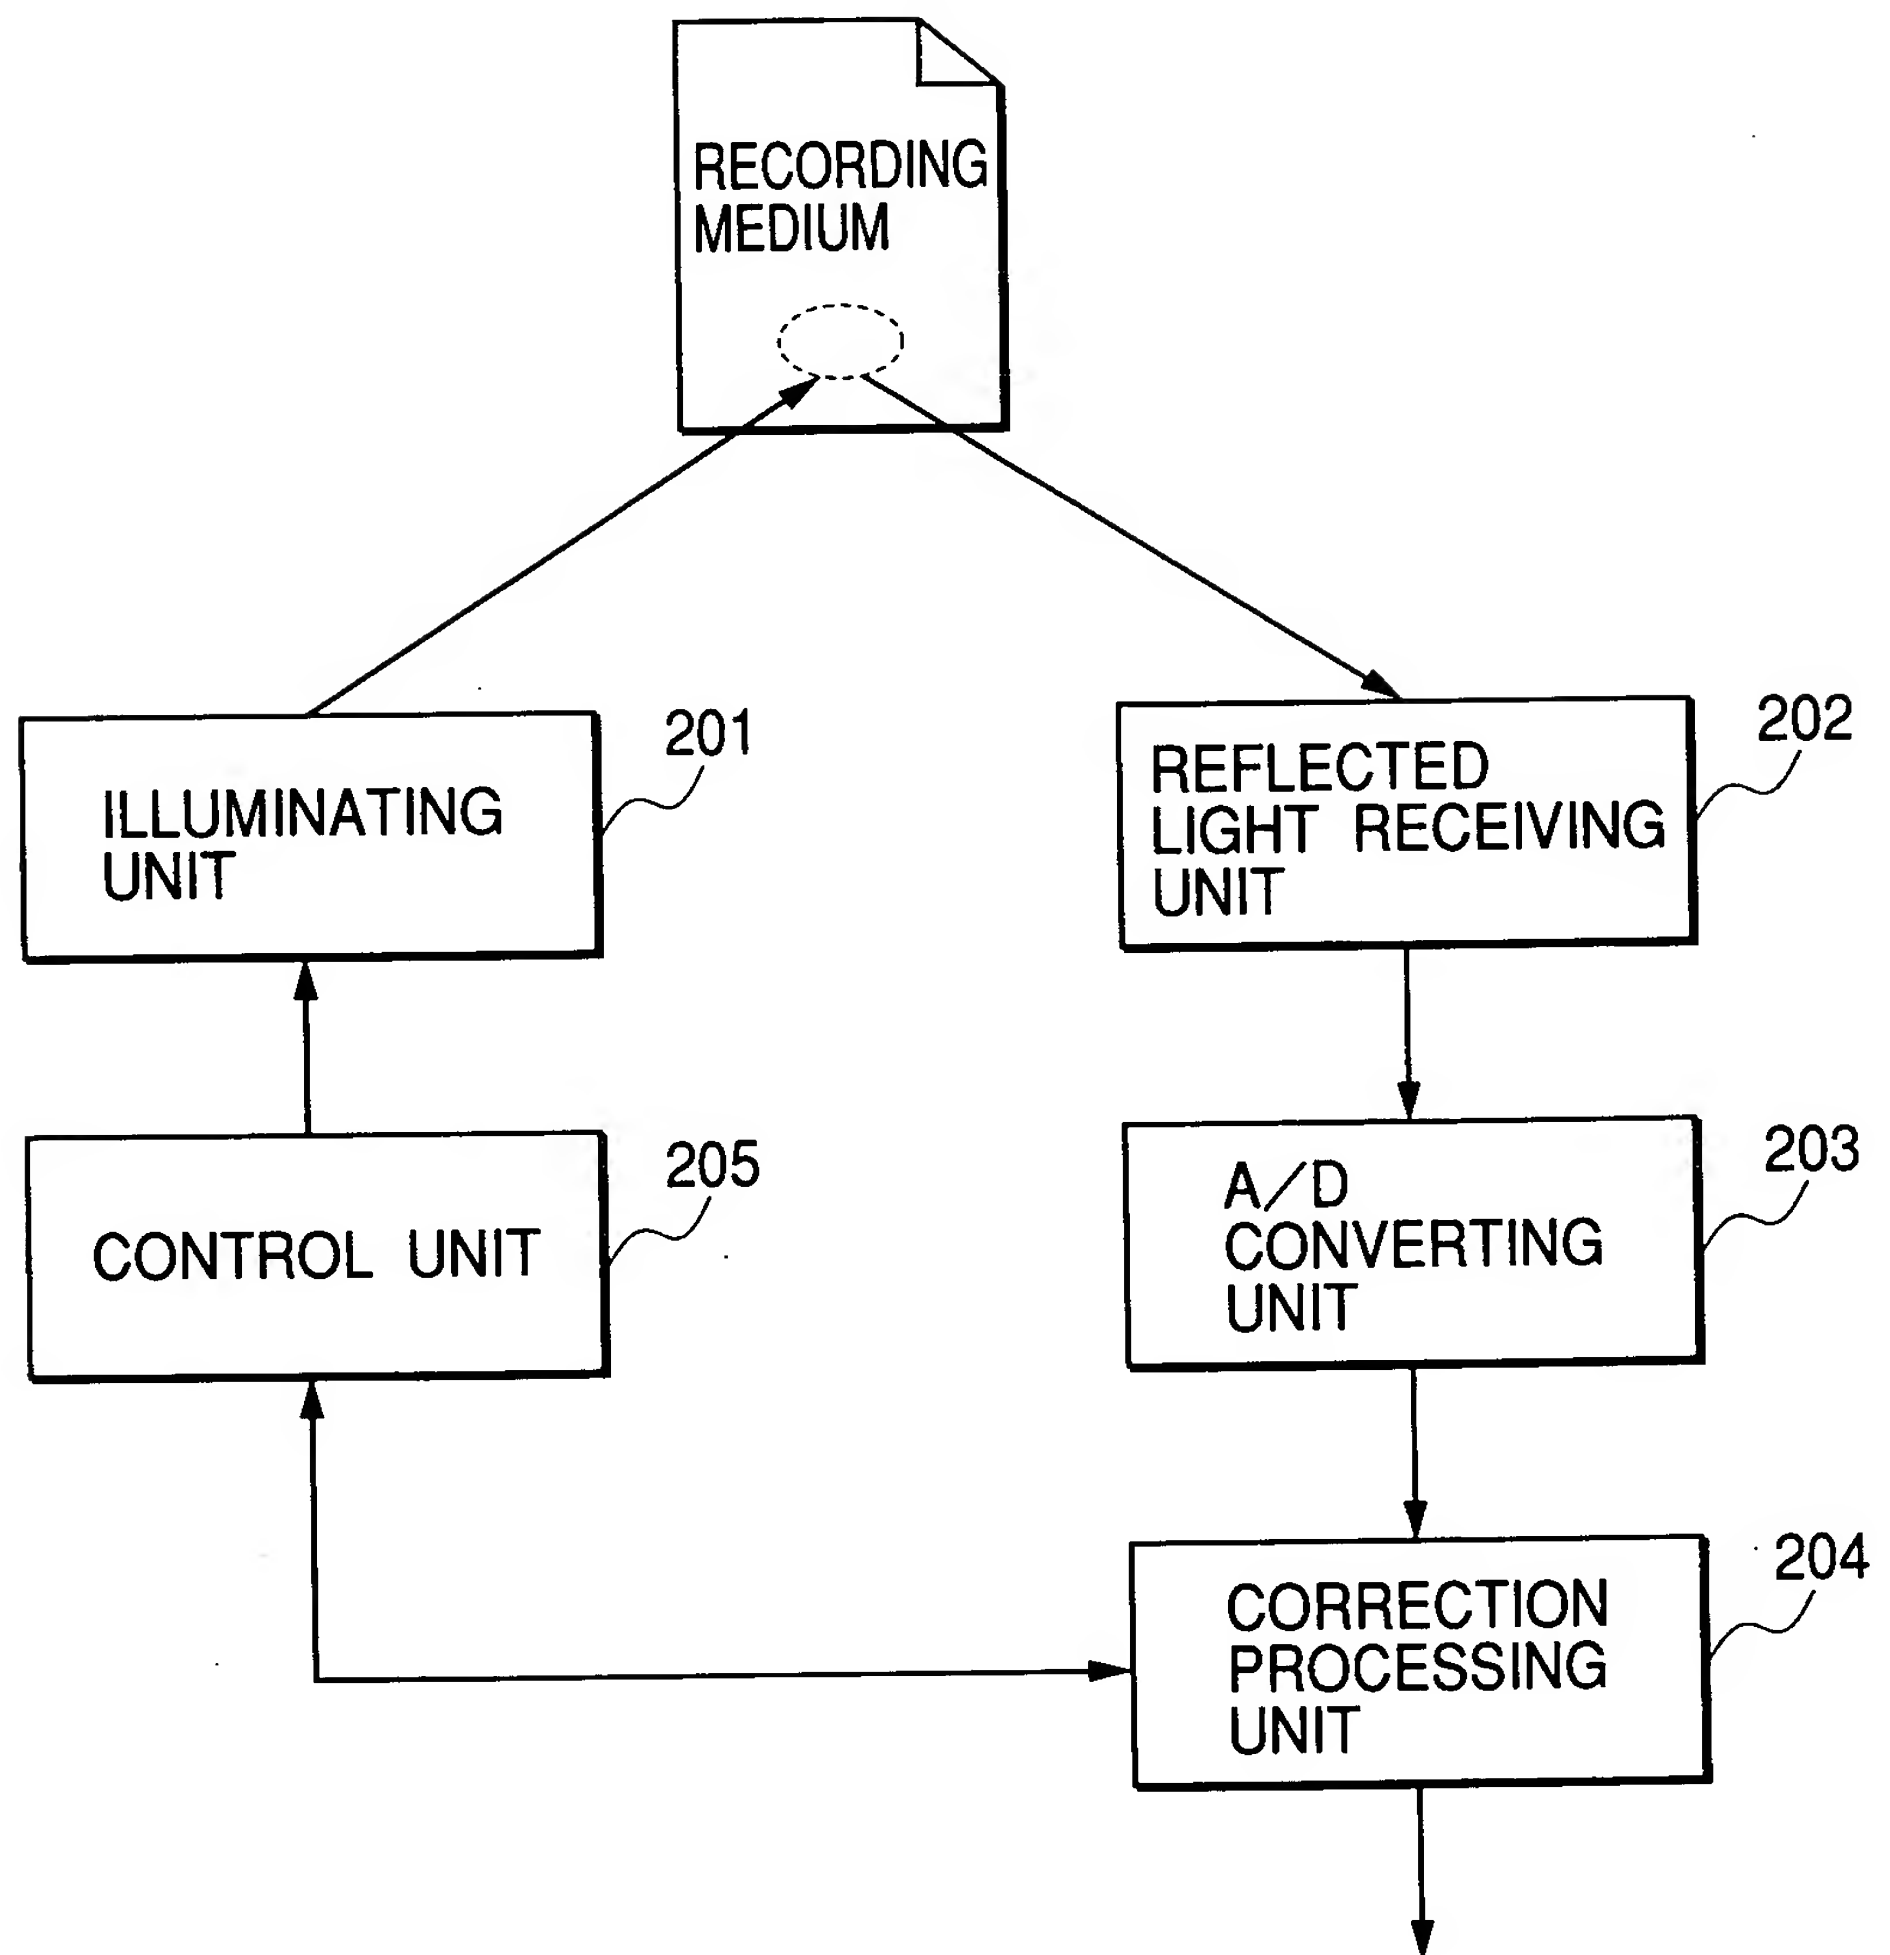 RECORDING
MEDIUM
201
ILLUMINATING
UNIT
202
REFLECTED
LIGHT RECEIVING
UNIT
205
CONTROL UNIT
203
A/D
CONVERTING
UNIT
204
CORRECTION
PROCESSING
UNIT